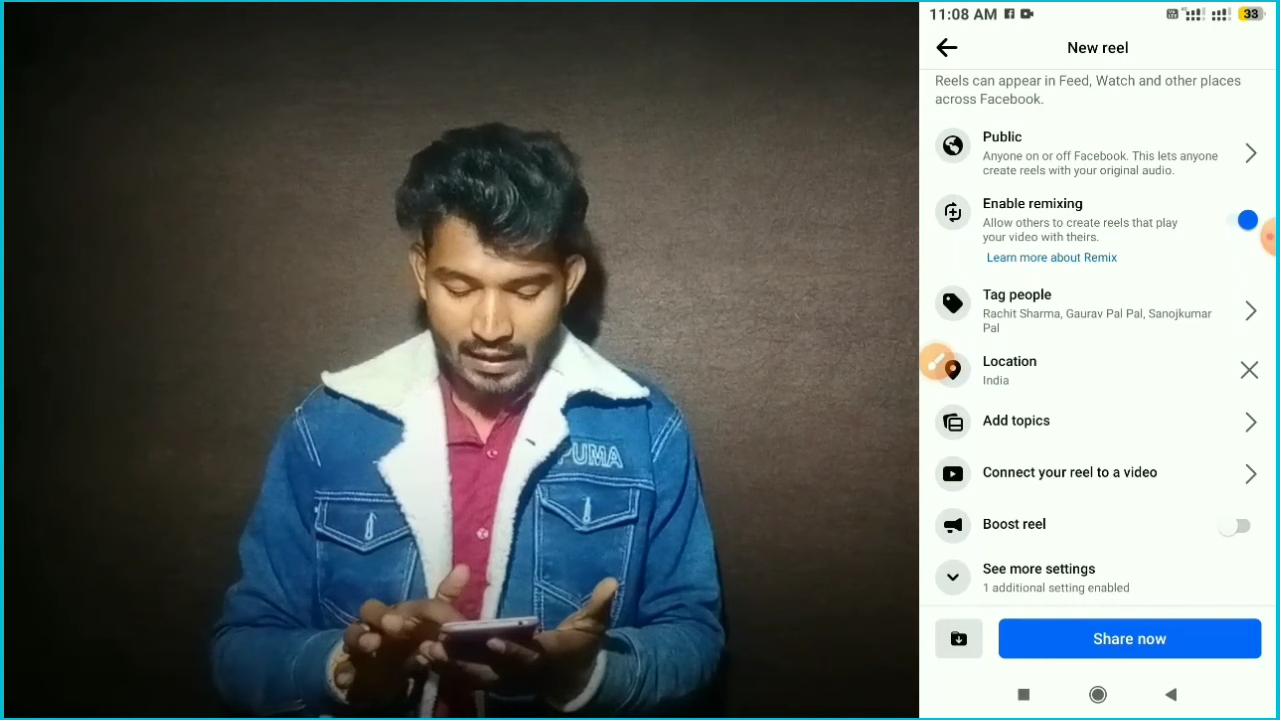 11:08 AM
33
New reel
Reels can appear in Feed, Watch and other places
across Facebook.
Public
Anyone on or off Facebook. This lets anyone
create reels with your original audio.
Enable remixing
Allow others to create reels that play
your video with theirs.
Learn more about Remix
Tag people
Rachit Sharma, Gaurav Pal Pal, Sanojkumar
Pal
Location
India
Add topics
Connect your reel to a video
Boost reel
See more settings
1 additional setting enabled
Share now
PUMA